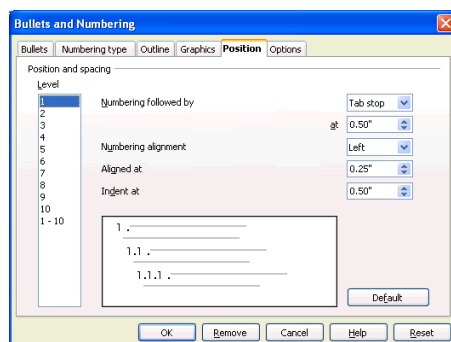 Bullets and Numbering
Bullets Numbering type Outline Graphics Position Options
Position and spacing
Level
1
2
3
4
5
6
7
8
9
10
1 - 10
Numbering followed by Tab stop
at 0.50"
Numbering alignment Left
Aligned at 0.25"
Indent at 0.50"
1 .
1.1 .
1.1.1 .
Default
OK Remove Cancel Help Reset